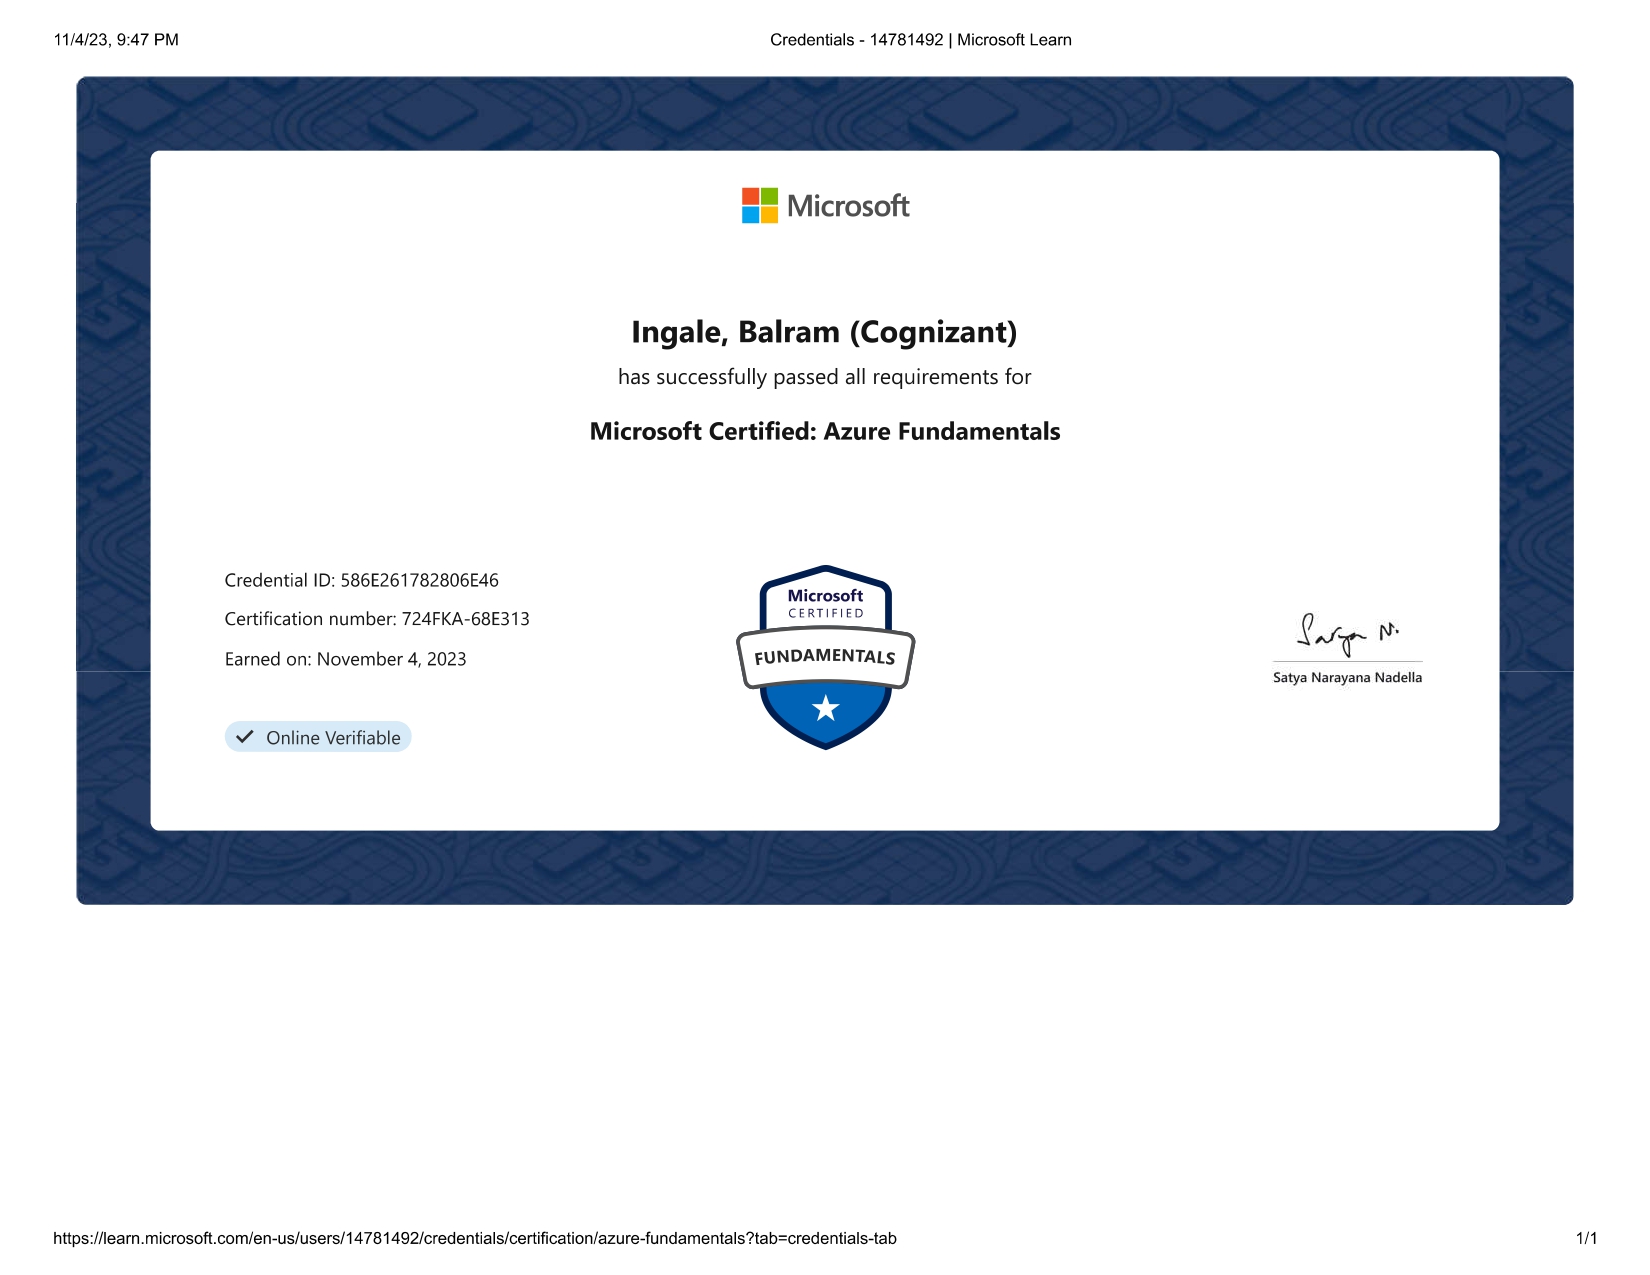 11/4/23, 9:47 PM
Credentials - 14781492 | Microsoft Learn
Microsoft
Ingale, Balram (Cognizant)
has successfully passed all requirements for
Microsoft Certified: Azure Fundamentals
Credential ID: 586E261782806E46
Certification number: 724FKA-68E313
Earned on: November 4, 2023
Online Verifiable
Microsoft
CERTIFIED
FUNDAMENTALS
Satya N.
Satya Narayana Nadella
https://learn.microsoft.com/en-us/users/14781492/credentials/certification/azure-fundamentals?tab=credentials-tab
1/1